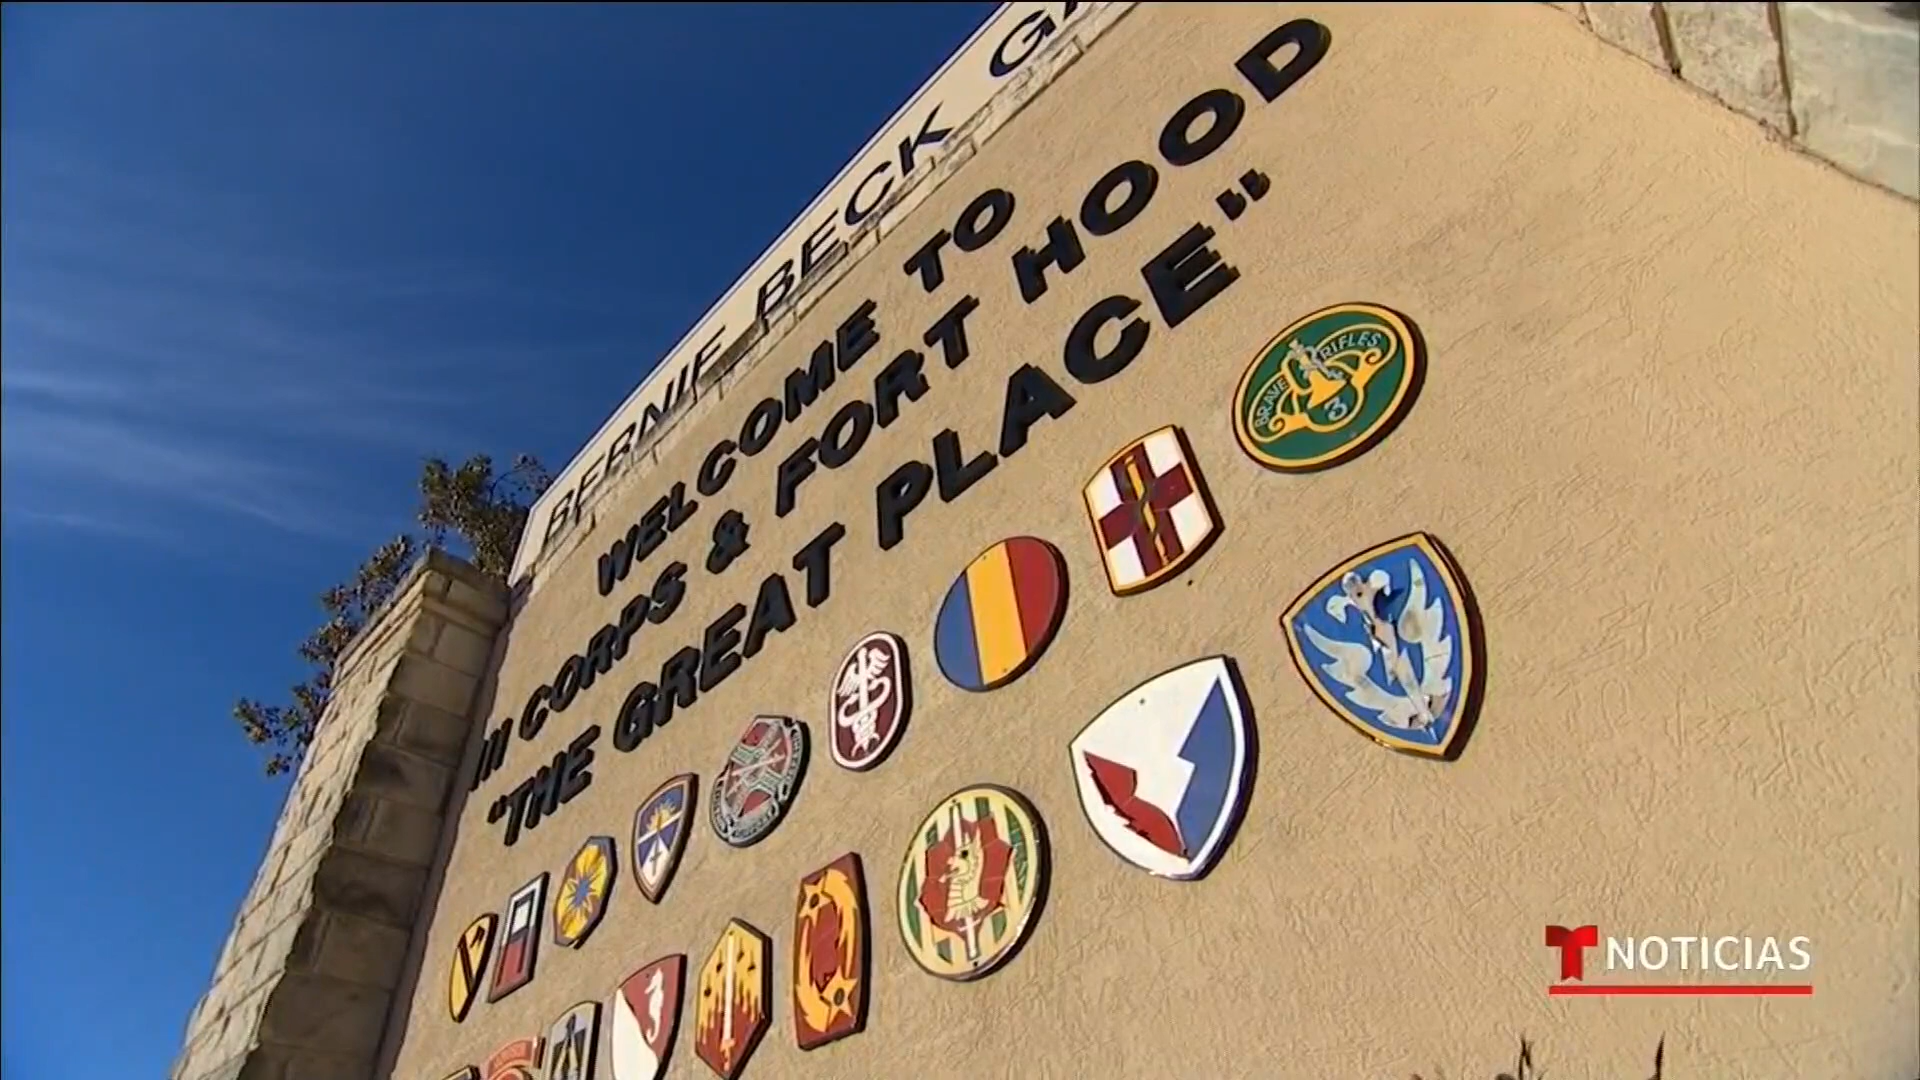 BERNIE BECK
WELCOME TO
III CORPS & FORT HOOD
"THE GREAT PLACE"
BRAVE RIFLES
3
T NOTICIAS